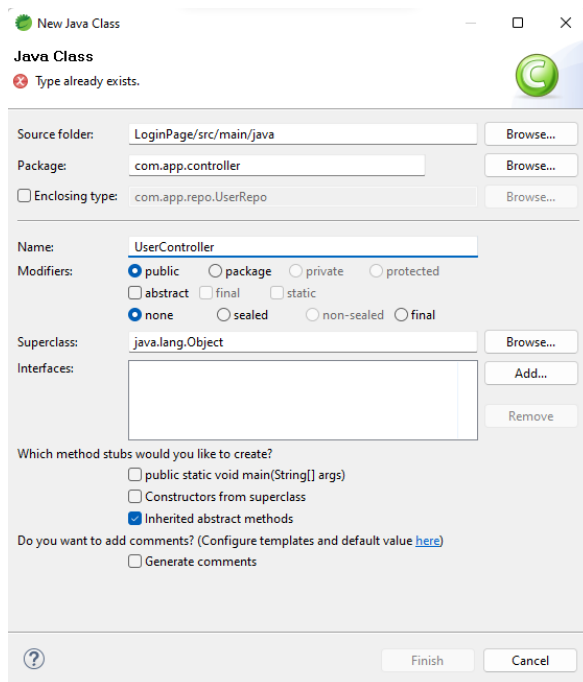 New Java Class
Java Class
Type already exists.
Source folder: LoginPage/src/main/java Browse...
Package: com.app.controller Browse...
Enclosing type: com.app.repo.UserRepo Browse...
Name: UserController
Modifiers: public package private protected
abstract final static
none sealed non-sealed final
Superclass: java.lang.Object Browse...
Interfaces: Add...
Remove
Which method stubs would you like to create?
public static void main(String[] args)
Constructors from superclass
Inherited abstract methods
Do you want to add comments? (Configure templates and default value here)
Generate comments
? Finish Cancel